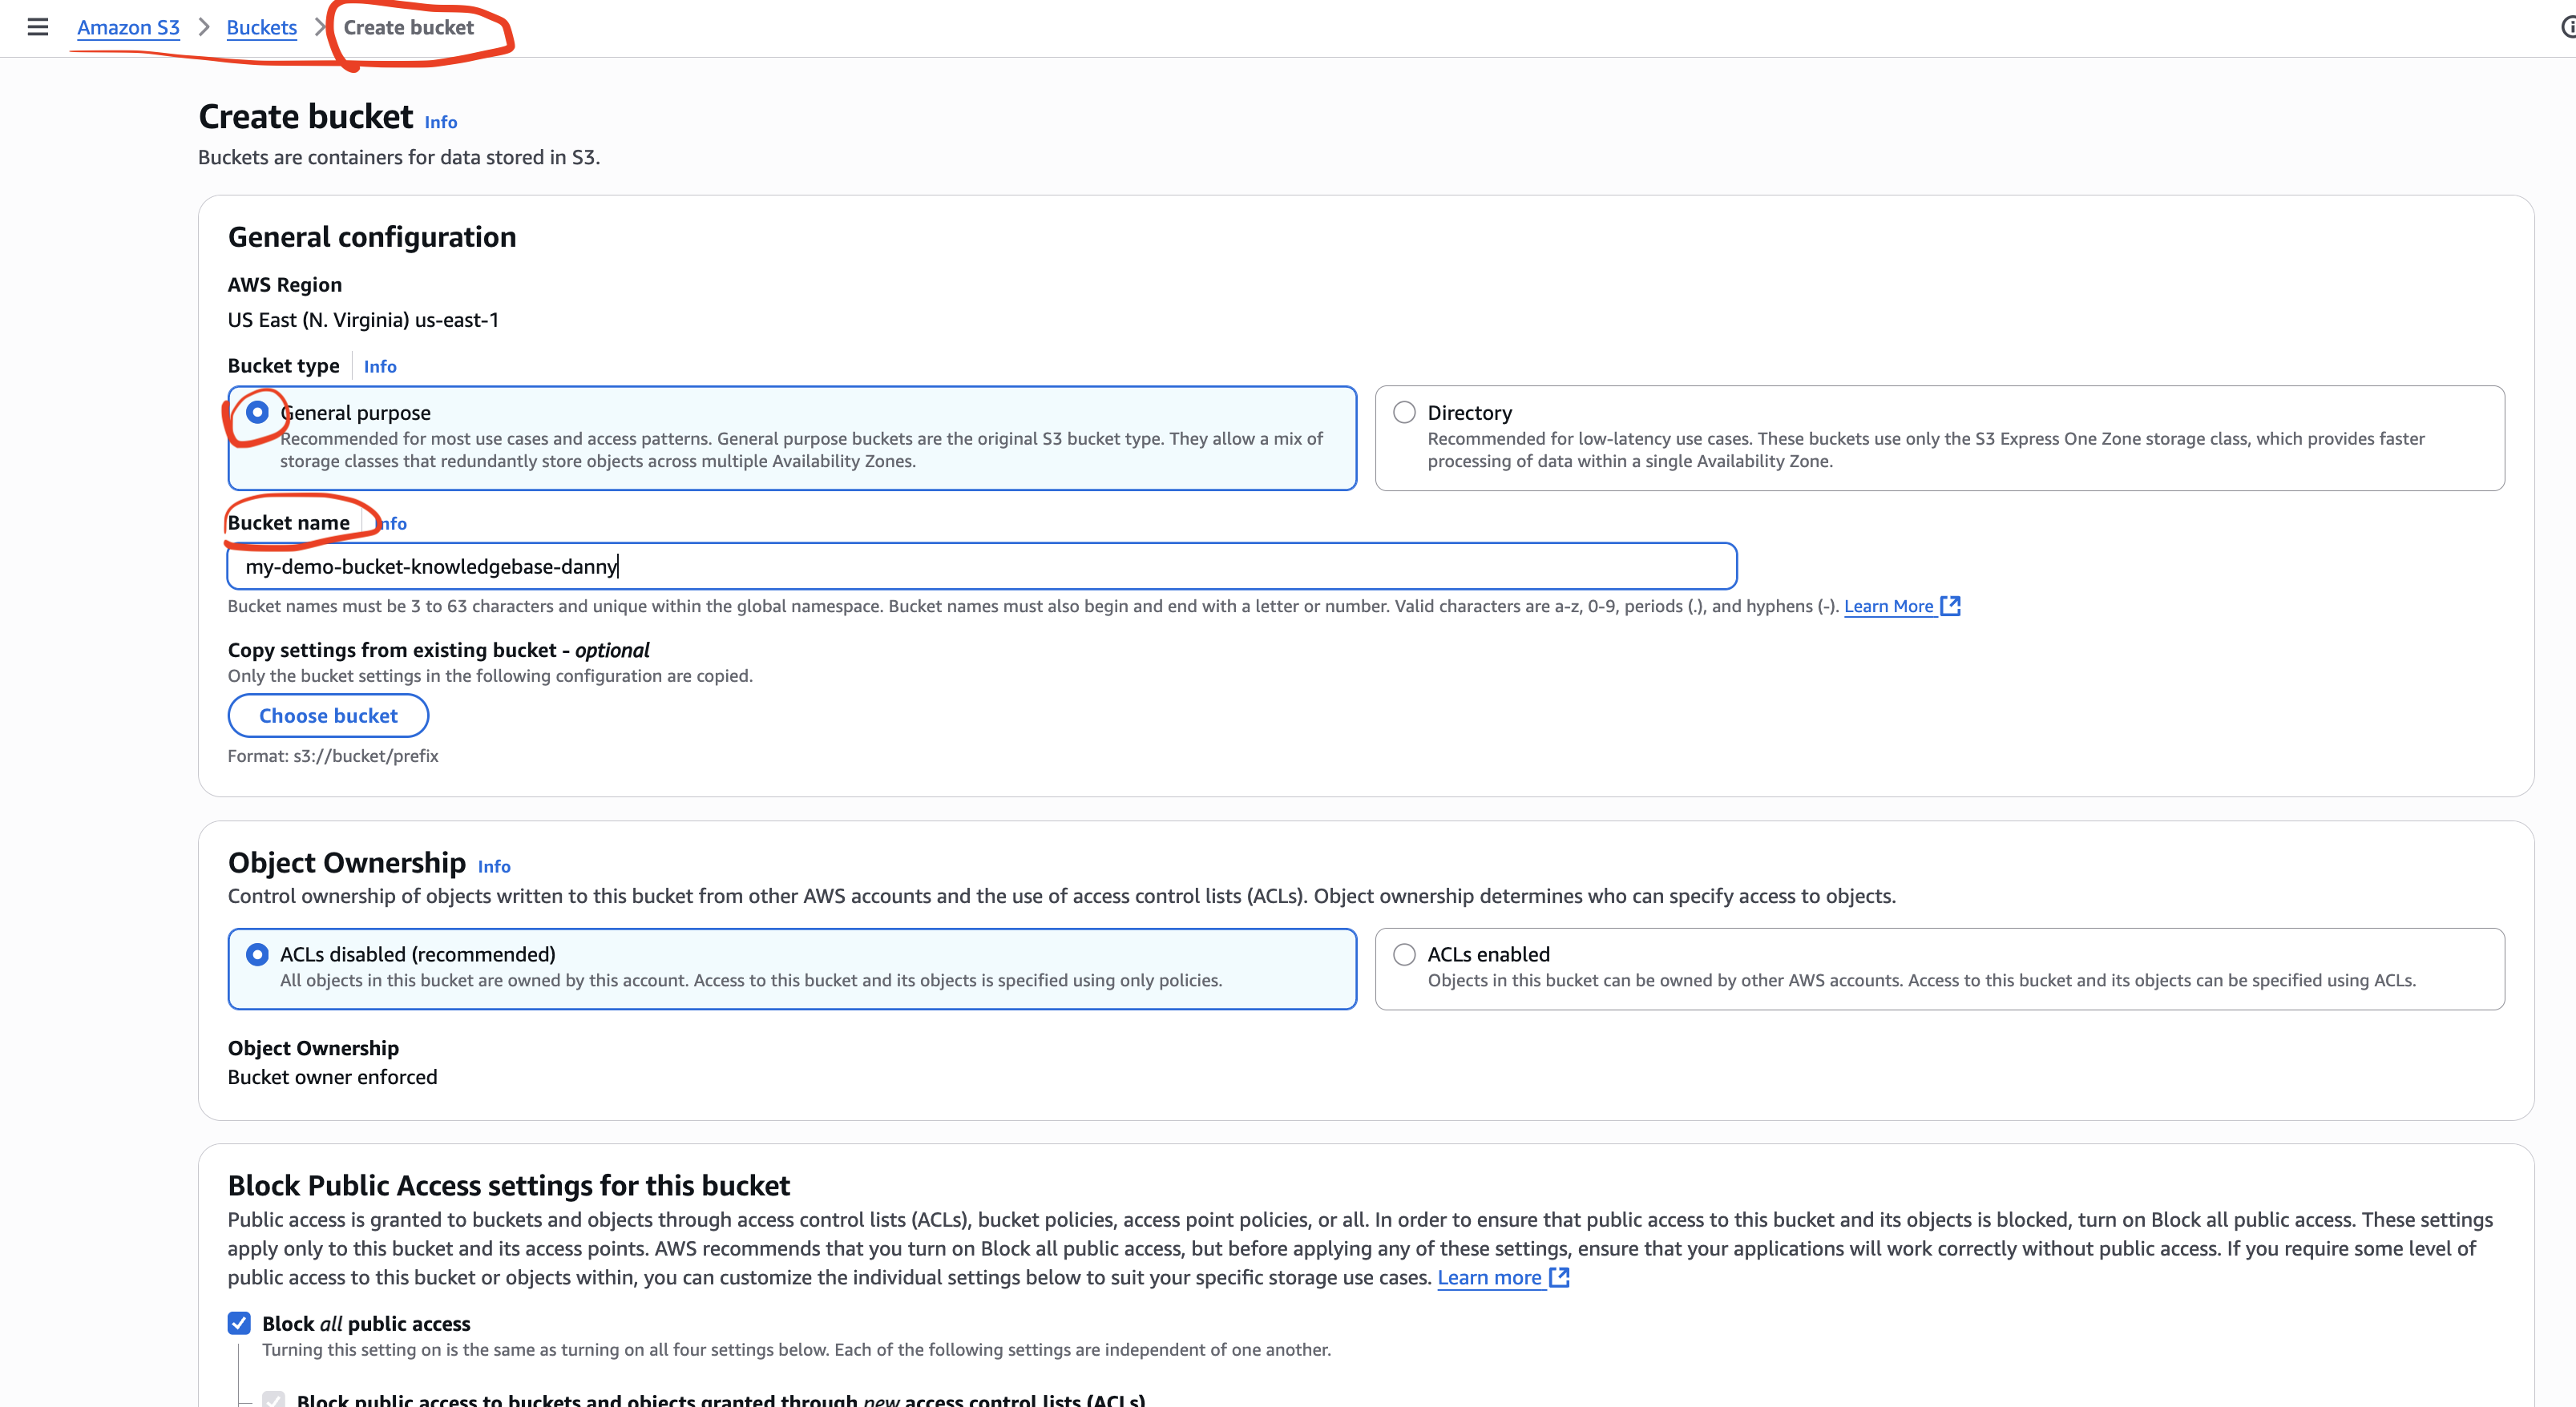 Amazon S3 > Buckets > Create bucket
Create bucket Info
Buckets are containers for data stored in S3.
General configuration
AWS Region
US East (N. Virginia) us-east-1
Bucket type Info
General purpose
Recommended for most use cases and access patterns. General purpose buckets are the original S3 bucket type. They allow a mix of
storage classes that redundantly store objects across multiple Availability Zones.
Directory
Recommended for low-latency use cases. These buckets use only the S3 Express One Zone storage class, which provides faster
processing of data within a single Availability Zone.
Bucket name Info
my-demo-bucket-knowledgebase-danny
Bucket names must be 3 to 63 characters and unique within the global namespace. Bucket names must also begin and end with a letter or number. Valid characters are a-z, 0-9, periods (.), and hyphens (-). Learn More
Copy settings from existing bucket - optional
Only the bucket settings in the following configuration are copied.
Choose bucket
Format: s3://bucket/prefix
Object Ownership Info
Control ownership of objects written to this bucket from other AWS accounts and the use of access control lists (ACLs). Object ownership determines who can specify access to objects.
ACLs disabled (recommended)
All objects in this bucket are owned by this account. Access to this bucket and its objects is specified using only policies.
ACLs enabled
Objects in this bucket can be owned by other AWS accounts. Access to this bucket and its objects can be specified using ACLs.
Object Ownership
Bucket owner enforced
Block Public Access settings for this bucket
Public access is granted to buckets and objects through access control lists (ACLs), bucket policies, access point policies, or all. In order to ensure that public access to this bucket and its objects is blocked, turn on Block all public access. These settings
apply only to this bucket and its access points. AWS recommends that you turn on Block all public access, but before applying any of these settings, ensure that your applications will work correctly without public access. If you require some level of
public access to this bucket or objects within, you can customize the individual settings below to suit your specific storage use cases. Learn more
Block all public access
Turning this setting on is the same as turning on all four settings below. Each of the following settings are independent of one another.
Block public access to buckets and objects granted through new access control lists (ACLs)